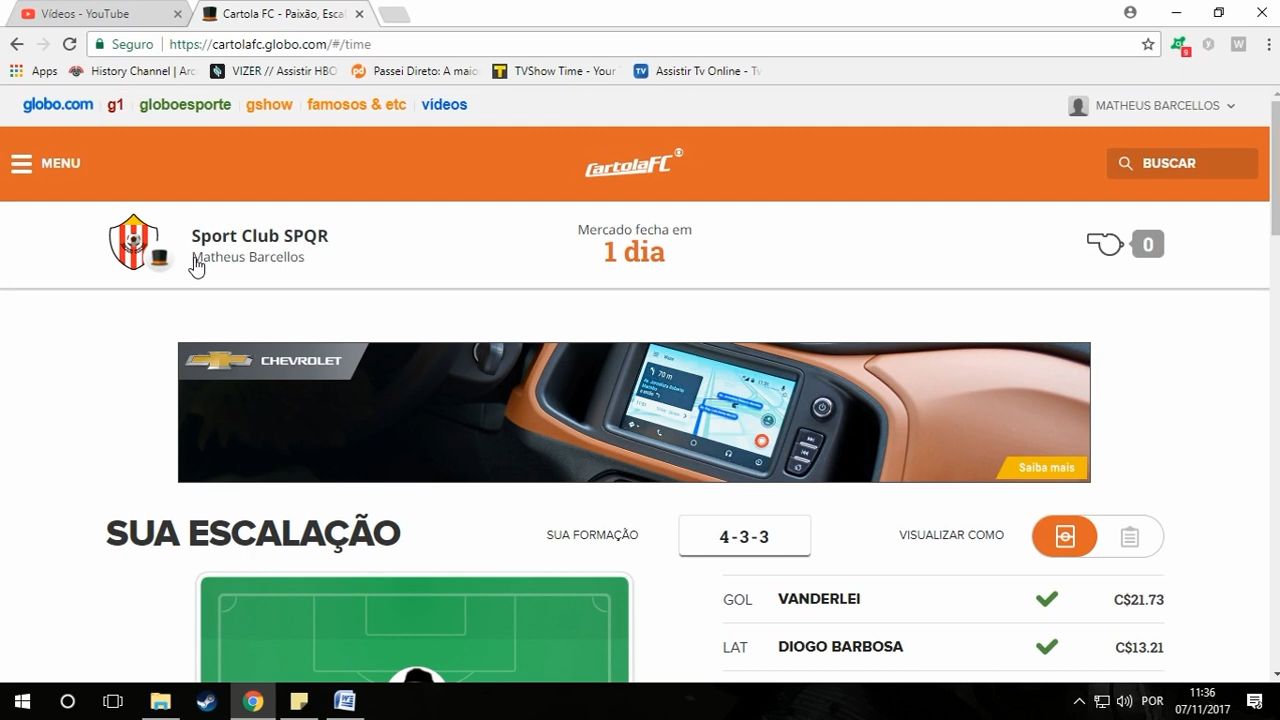 Vídeos - YouTube
Cartola FC - Paixão, Escal
Seguro
https://cartolafc.globo.com/#/time
9
W
Apps
History Channel | Arc
VIZER // Assistir HBO
pd
Passei Direto: A maio
T
TVShow Time - Your
TV
Assistir Tv Online - Tv
globo.com
g1
globoesporte
gshow
famosos & etc
vídeos
MATHEUS BARCELLOS
MENU
CartolaFC
BUSCAR
Sport Club SPQR
Matheus Barcellos
Mercado fecha em
1 dia
0
CHEVROLET
70 m
Saiba mais
SUA ESCALAÇÃO
SUA FORMAÇÃO
4-3-3
VISUALIZAR COMO
GOL
VANDERLEI
C$21.73
LAT
DIOGO BARBOSA
C$13.21
POR
11:36
07/11/2017